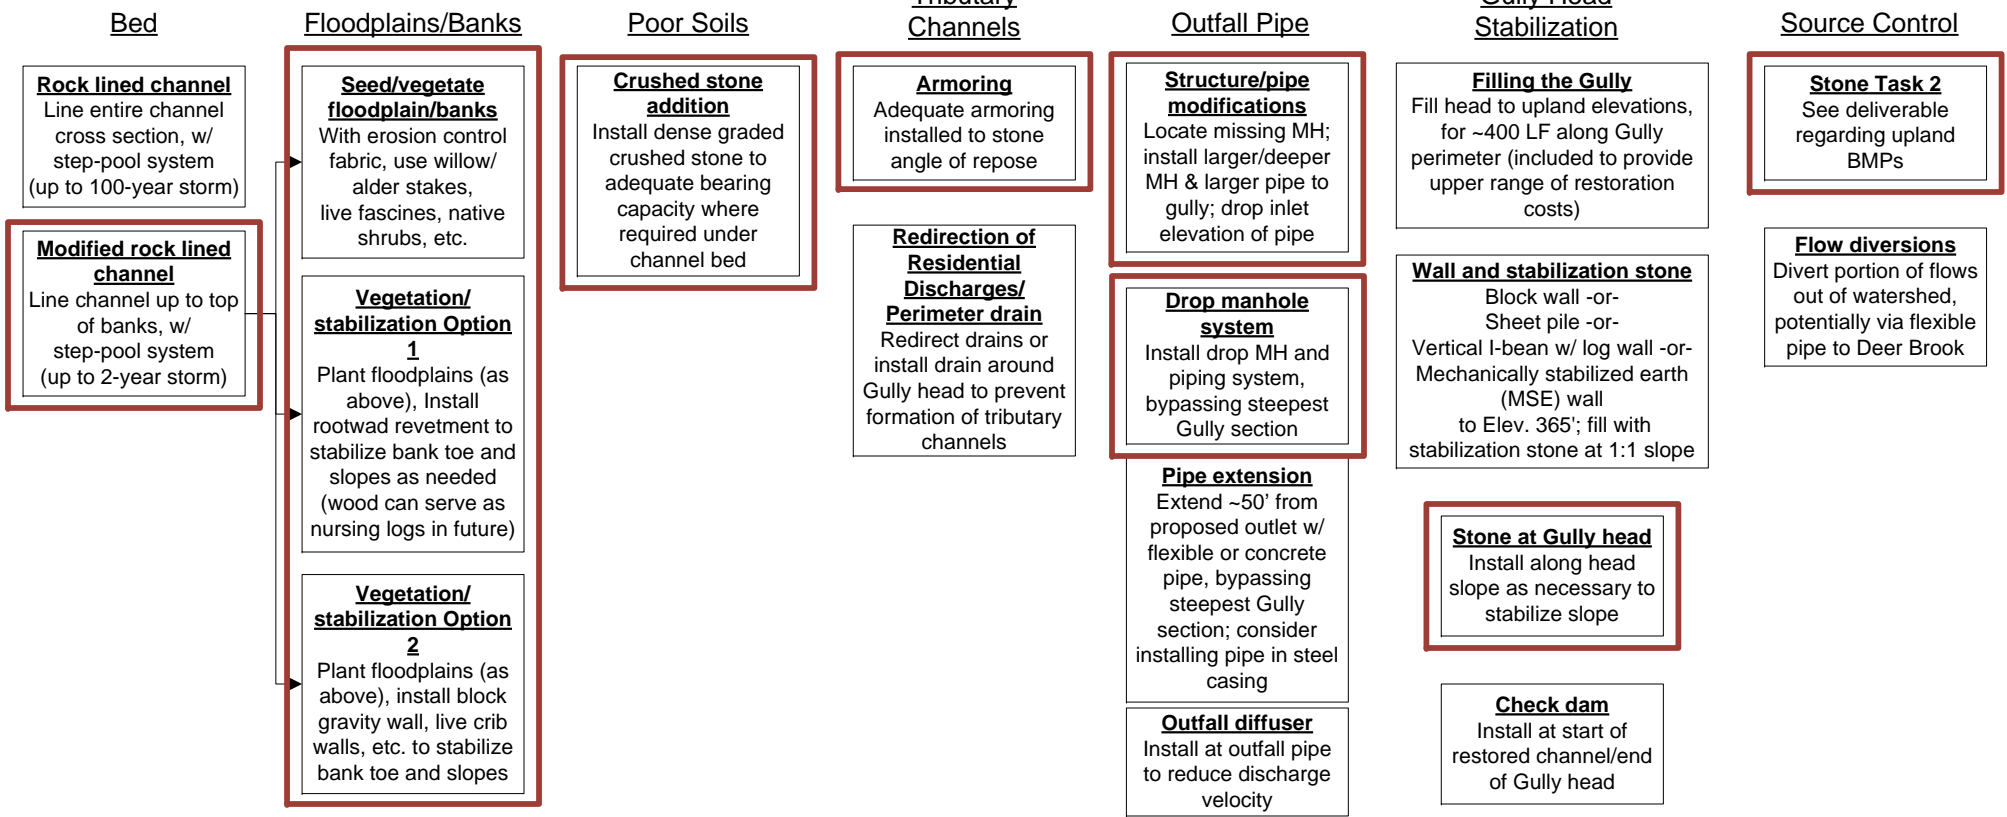 Bed
Rock lined channel
Line entire channel
cross section, w/
step-pool system
(up to 100-year storm)
Modified rock lined
channel
Line channel up to top
of banks, w/
step-pool system
(up to 2-year storm)
Floodplains/Banks
Seed/vegetate
floodplain/banks
With erosion control
fabric, use willow/
alder stakes,
live fascines, native
shrubs, etc.
Vegetation/
stabilization Option
1
Plant floodplains (as
above), Install
rootwad revetment to
stabilize bank toe and
slopes as needed
(wood can serve as
nursing logs in future)
Vegetation/
stabilization Option
2
Plant floodplains (as
above), install block
gravity wall, live crib
walls, etc. to stabilize
bank toe and slopes
Poor Soils
Crushed stone
addition
Install dense graded
crushed stone to
adequate bearing
capacity where
required under
channel bed
Tributary
Channels
Armoring
Adequate armoring
installed to stone
angle of repose
Redirection of
Residential
Discharges/
Perimeter drain
Redirect drains or
install drain around
Gully head to prevent
formation of tributary
channels
Outfall Pipe
Structure/pipe
modifications
Locate missing MH;
install larger/deeper
MH & larger pipe to
gully; drop inlet
elevation of pipe
Drop manhole
system
Install drop MH and
piping system,
bypassing steepest
Gully section
Pipe extension
Extend ~50’ from
proposed outlet w/
flexible or concrete
pipe, bypassing
steepest Gully
section; consider
installing pipe in steel
casing
Outfall diffuser
Install at outfall pipe
to reduce discharge
velocity
Gully Head
Stabilization
Filling the Gully
Fill head to upland elevations,
for ~400 LF along Gully
perimeter (included to provide
upper range of restoration
costs)
Wall and stabilization stone
Block wall -or-
Sheet pile -or-
Vertical I-bean w/ log wall -or-
Mechanically stabilized earth
(MSE) wall
to Elev. 365'; fill with
stabilization stone at 1:1 slope
Stone at Gully head
Install along head
slope as necessary to
stabilize slope
Check dam
Install at start of
restored channel/end
of Gully head
Source Control
Stone Task 2
See deliverable
regarding upland
BMPs
Flow diversions
Divert portion of flows
out of watershed,
potentially via flexible
pipe to Deer Brook